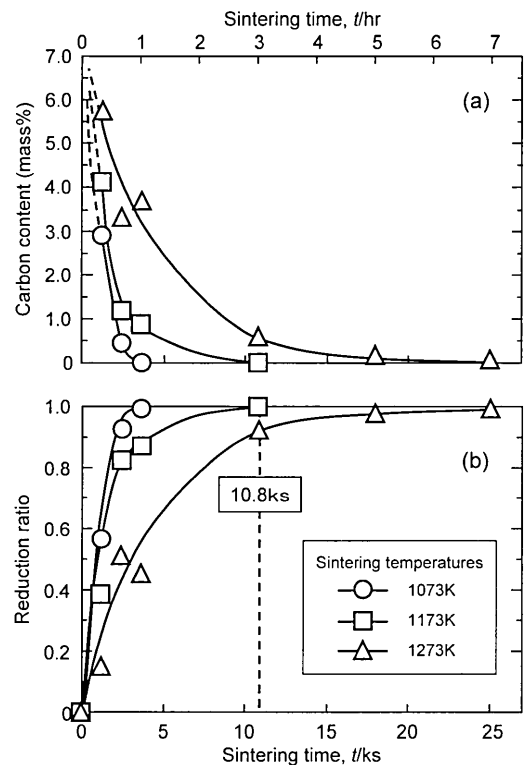 Sintering time, t/hr
0 1 2 3 4 5 6 7
(a)
6.0
5.0
4.0
3.0
2.0
1.0
0
Carbon content (mass%)
1.0
0.8
0.6
0.4
0.2
0
Reduction ratio
(b)
10.8ks
Sintering temperatures
1073K
1173K
1273K
0 5 10 15 20 25
Sintering time, t/ks